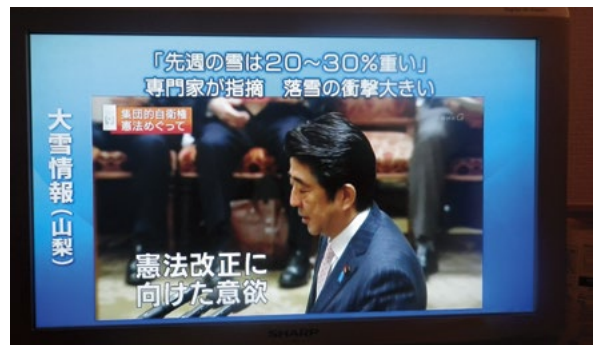 「先週の雪は20〜30%重い」
専門家が指摘　落雪の衝撃大きい
大雪情報(山梨)
集団的自衛権
憲法めぐって
憲法改正に
向けた意欲
SHARP